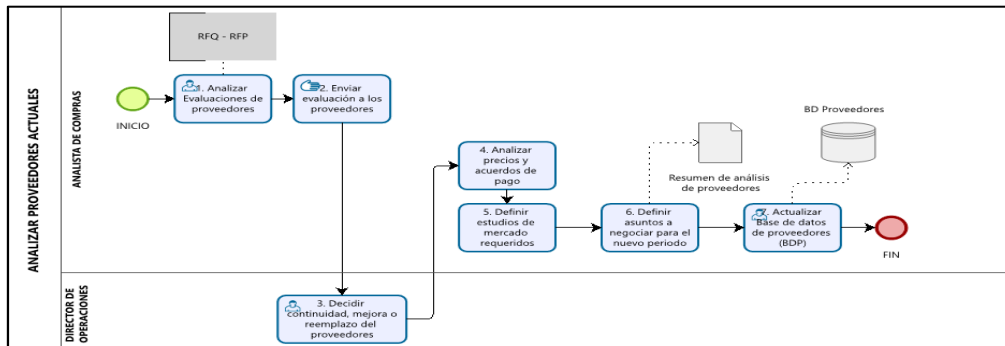 ANALIZAR PROVEEDORES ACTUALES
ANALISTA DE COMPRAS
RFQ - RFP
INICIO
1. Analizar
Evaluaciones de
proveedores
2. Enviar
evaluación a los
proveedores
4. Analizar
precios y
acuerdos de
pago
5. Definir
estudios de
mercado
requeridos
6. Definir
asuntos a
negociar para el
nuevo periodo
Resumen de análisis
de proveedores
BD Proveedores
7. Actualizar
Base de datos
de proveedores
(BDP)
FIN
DIRECTOR DE
OPERACIONES
3. Decidir
continuidad, mejora o
reemplazo del
proveedores